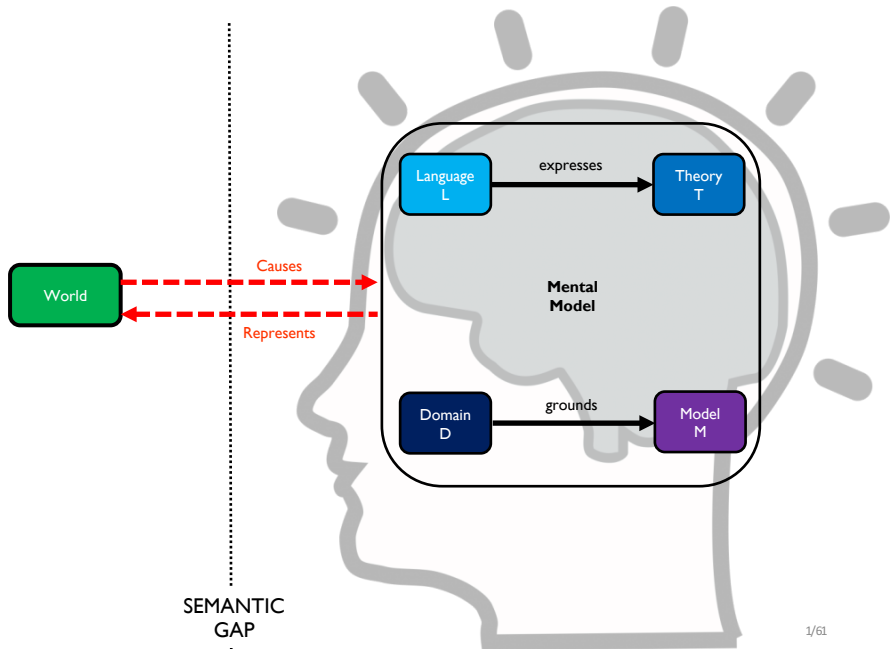 Language
L
expresses
Theory
T
Causes
World
Mental
Model
Represents
Domain
D
grounds
Model
M
SEMANTIC
GAP
1/61